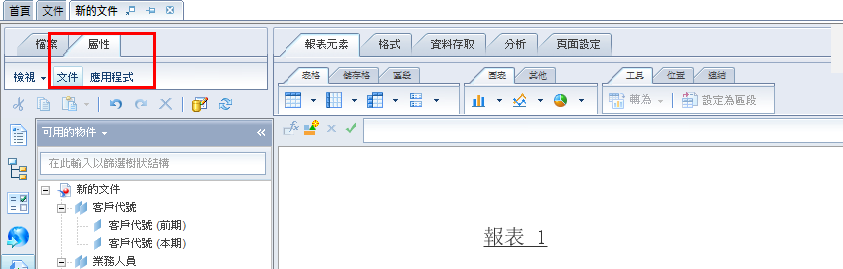 首頁 文件 新的文件
檔案 屬性 報表元素 格式 資料存取 分析 頁面設定
檢視 文件 應用程式
表格 儲存格 區段 圖表 其他 工具 位置 連結
轉為 設定為區段
可用的物件
在此輸入以篩選樹狀結構
新的文件
客戶代號
客戶代號 (前期)
客戶代號 (本期)
業務人員
報表 1